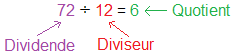 72 ÷ 12 = 6 Quotient
Dividende Diviseur